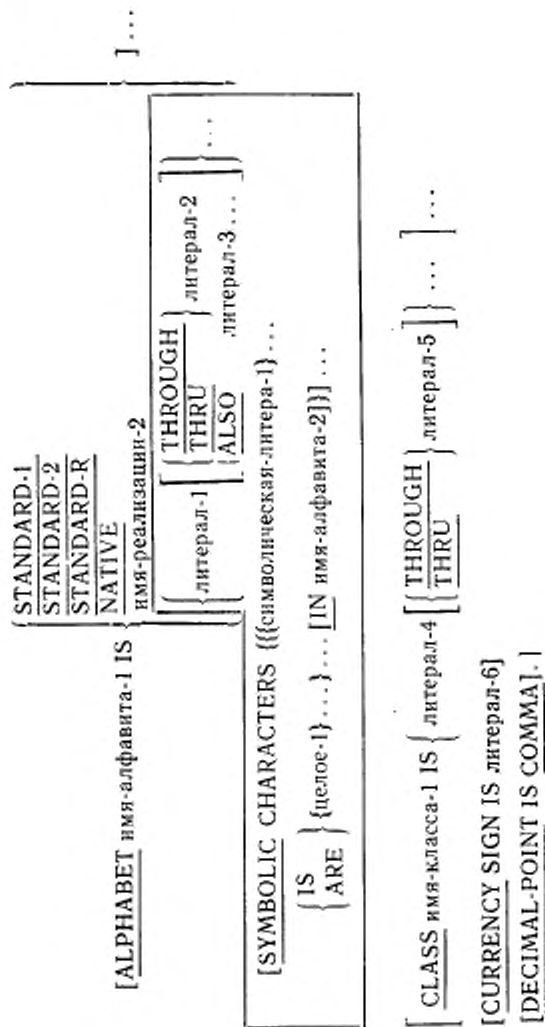 STANDARD-1
STANDARD-2
STANDARD-R
NATIVE
[ALPHABET имя-алфавита-1 IS имя-реализации-2 ]...
{литерал-1 [{THROUGH THRU} литерал-2 ]}...
{ALSO литерал-3...
[SYMBOLIC CHARACTERS {{{символическая-литера-1}...
{IS ARE} {целое-1}...}... [IN имя-алфавита-2]}]...
[CLASS имя-класса-1 IS {литерал-4 [{THROUGH THRU} литерал-5 ]}... ]...
[CURRENCY SIGN IS литерал-6]
[DECIMAL-POINT IS COMMA].]